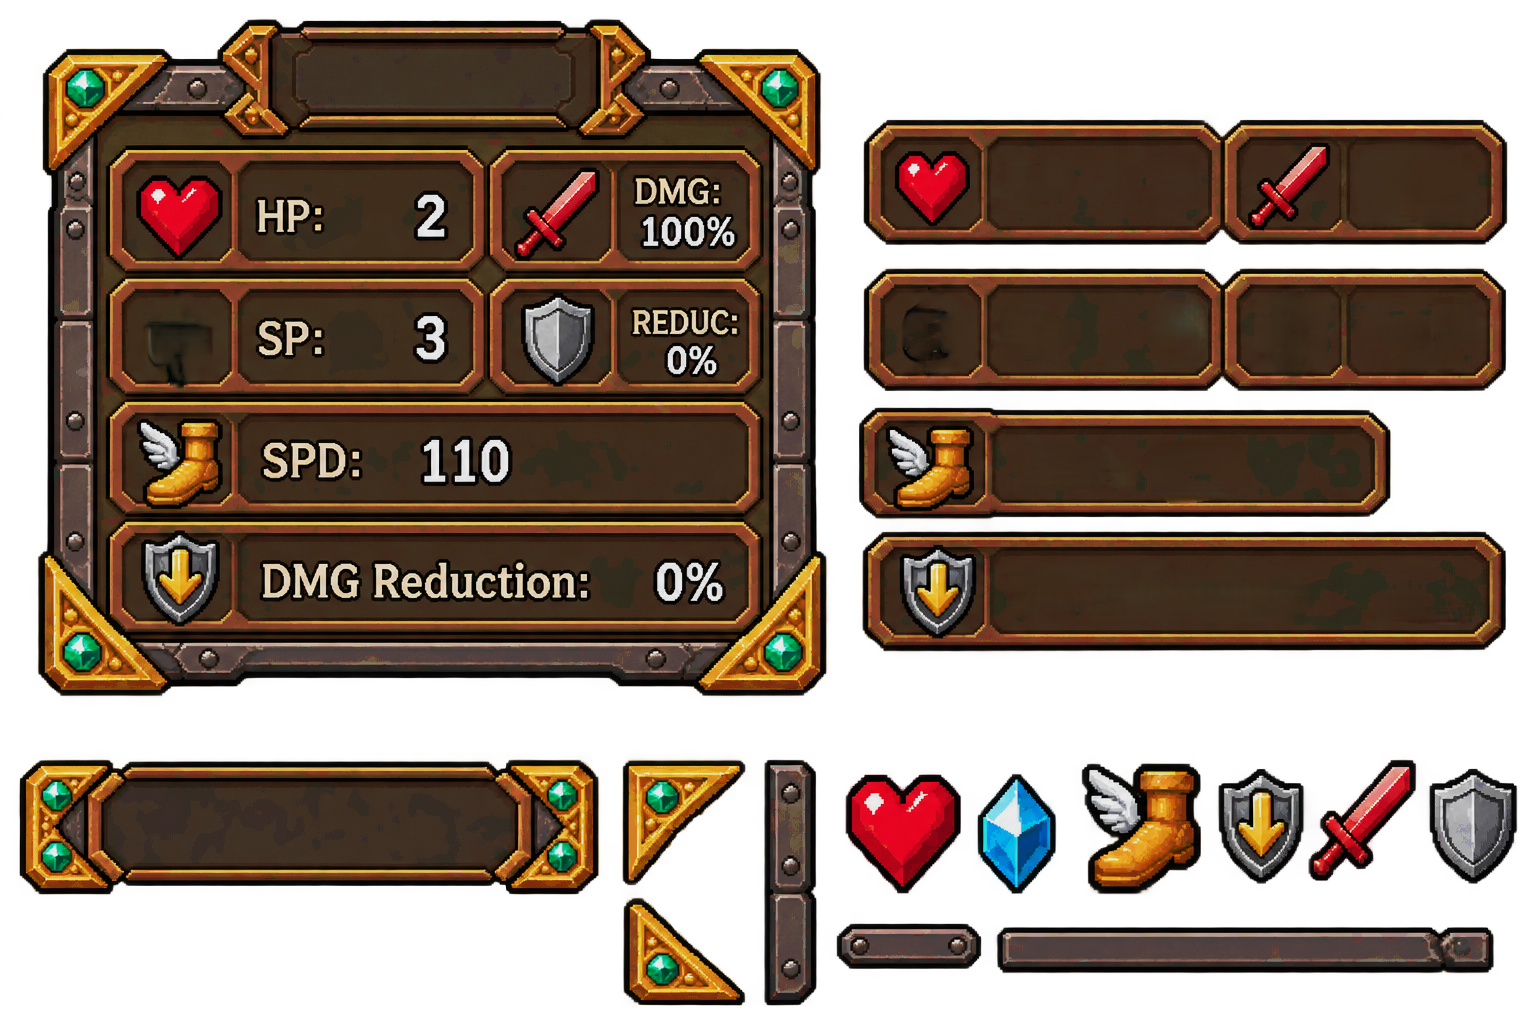 HP: 2
DMG:
100%
SP: 3
REDUC:
0%
SPD: 110
DMG Reduction: 0%